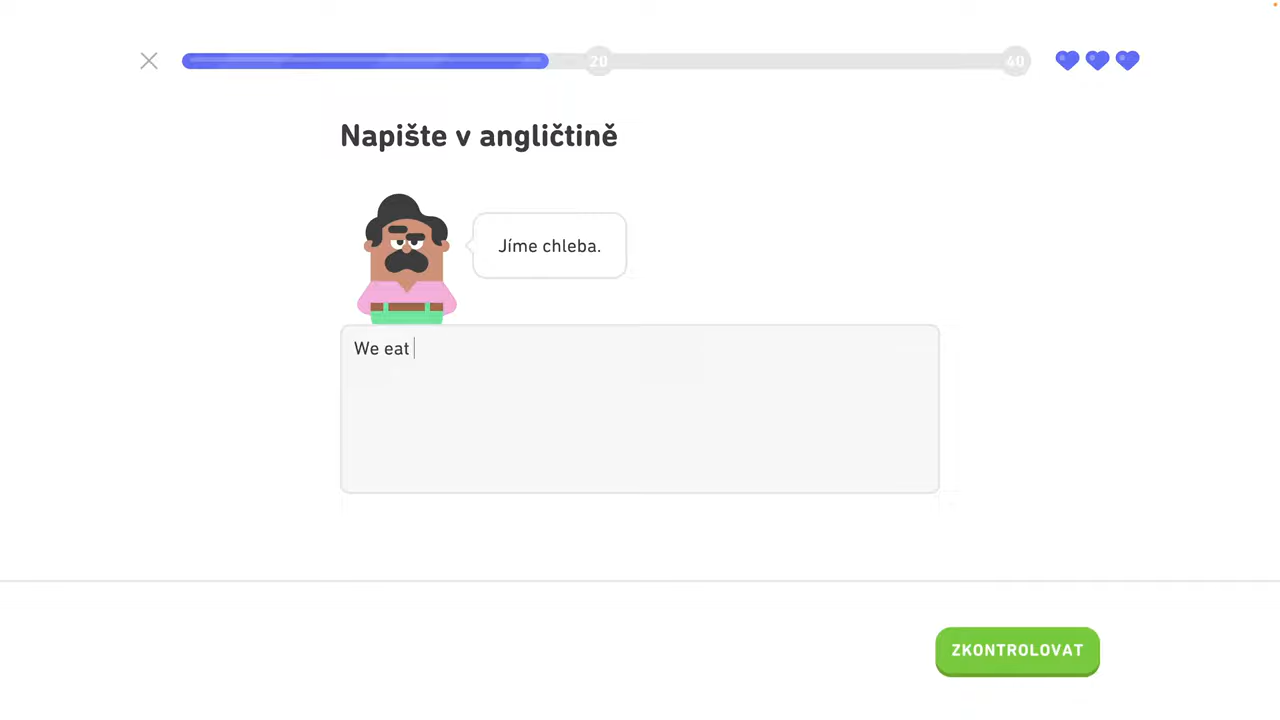 20
40
Napište v angličtině
Jíme chleba.
We eat
ZKONTROLOVAT